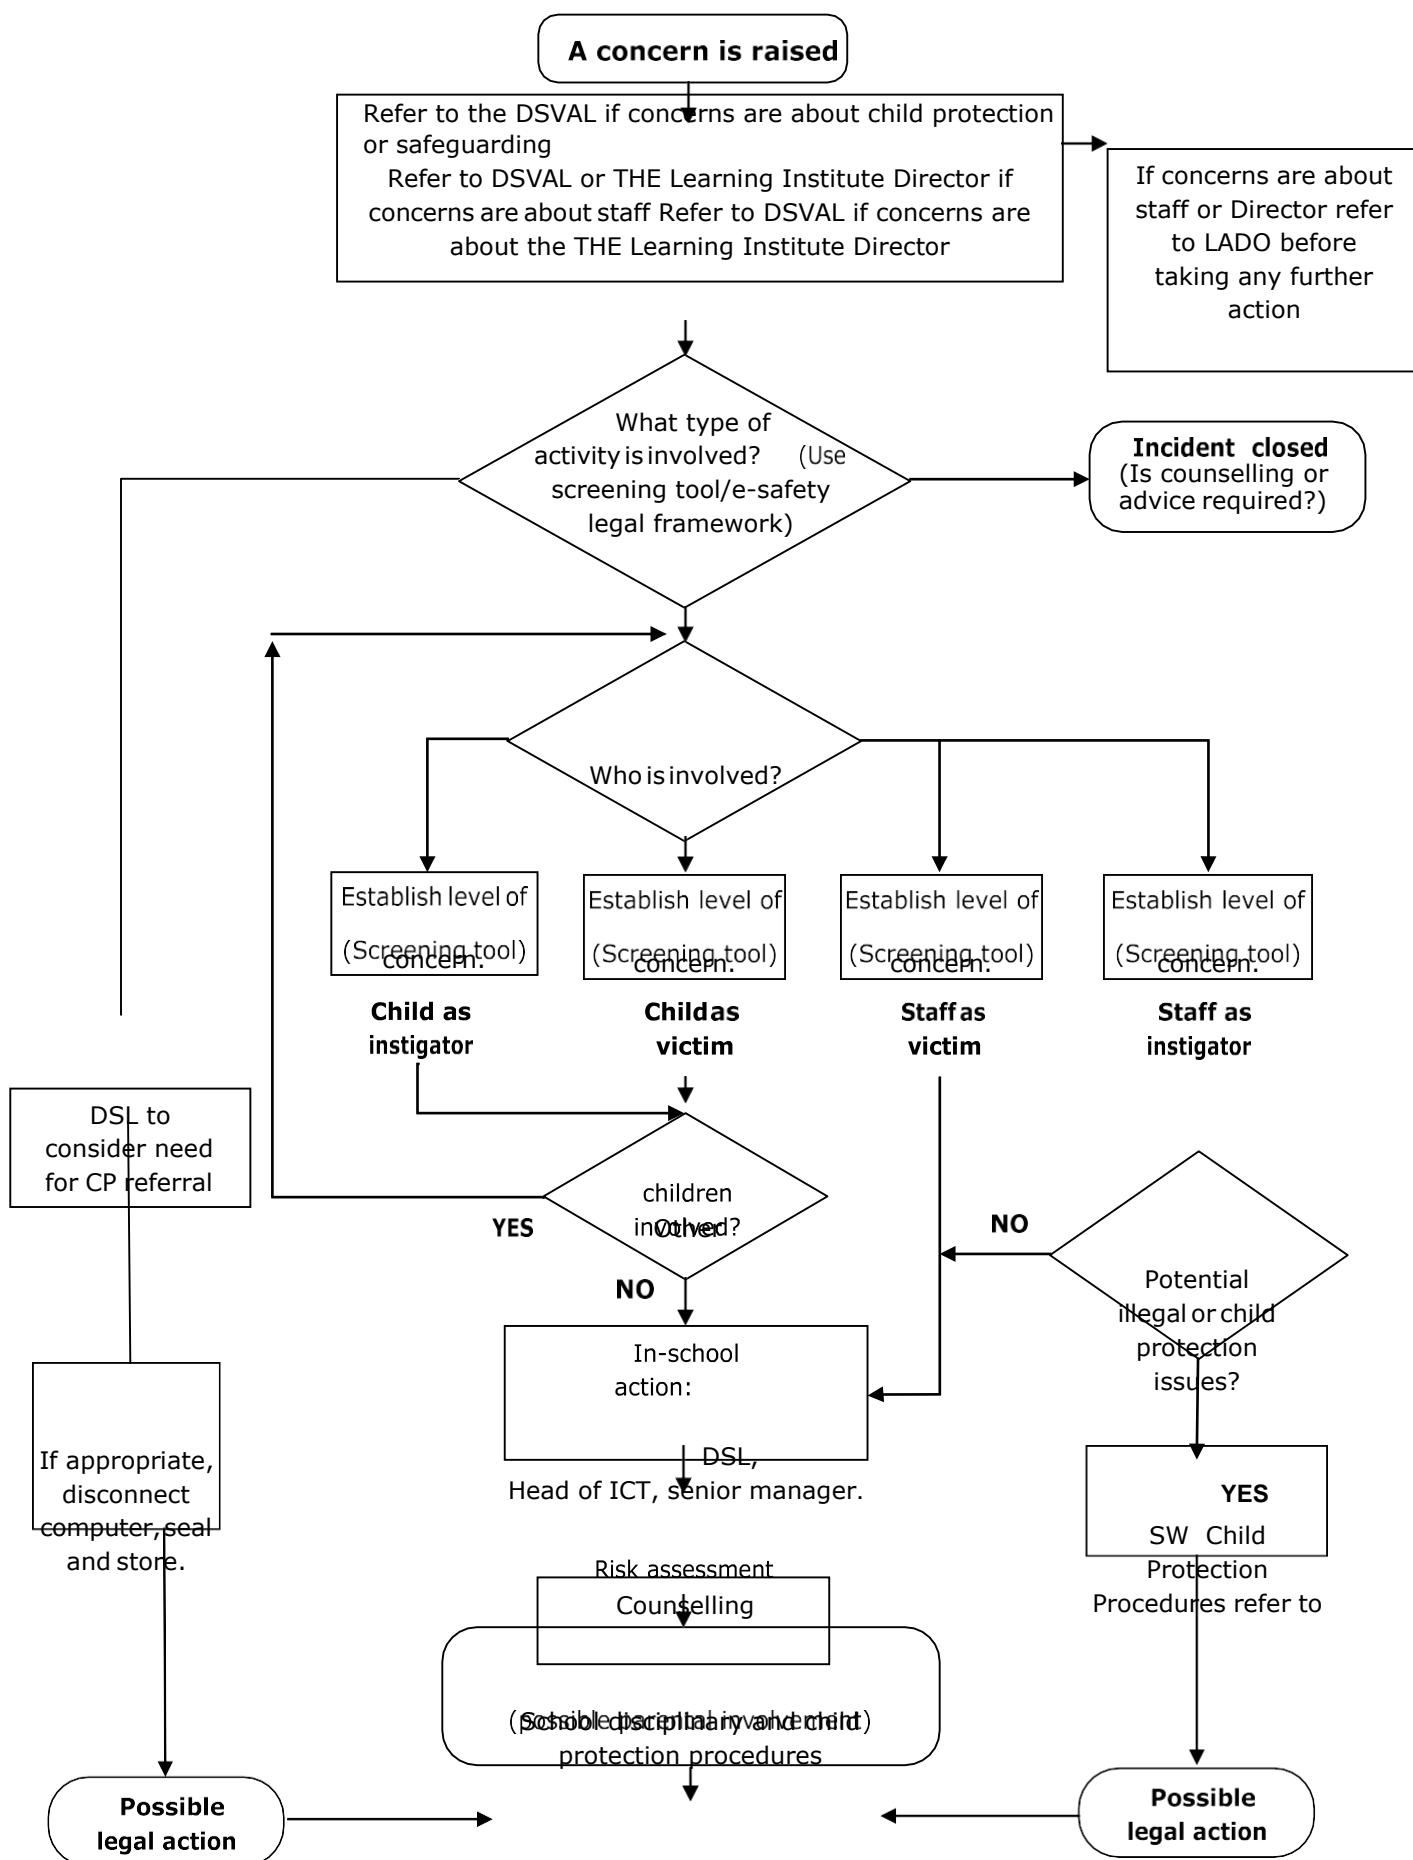 A concern is raised
Refer to the DSVAL if concerns are about child protection
or safeguarding
Refer to DSVAL or THE Learning Institute Director if
concerns are about staff Refer to DSVAL if concerns are
about the THE Learning Institute Director
If concerns are about
staff or Director refer
to LADO before
taking any further
action
What type of
activity is involved? (Use
screening tool/e-safety
legal framework)
Incident closed
(Is counselling or
advice required?)
Who is involved?
Establish level of
(Screening tool)
concern.
Establish level of
(Screening tool)
concern.
Establish level of
(Screening tool)
concern.
Establish level of
(Screening tool)
concern.
Child as
instigator
Child as
victim
Staff as
victim
Staff as
instigator
DSL to
consider need
for CP referral
children
involved?
Other
YES
NO
NO
Potential
illegal or child
protection
issues?
In-school
action:
DSL,
Head of ICT, senior manager.
If appropriate,
disconnect
computer, seal
and store.
YES
SW Child
Protection
Procedures refer to
Risk assessment
Counselling
(possible parental involvement)
(School disciplinary and child
protection procedures
Possible
legal action
Possible
legal action